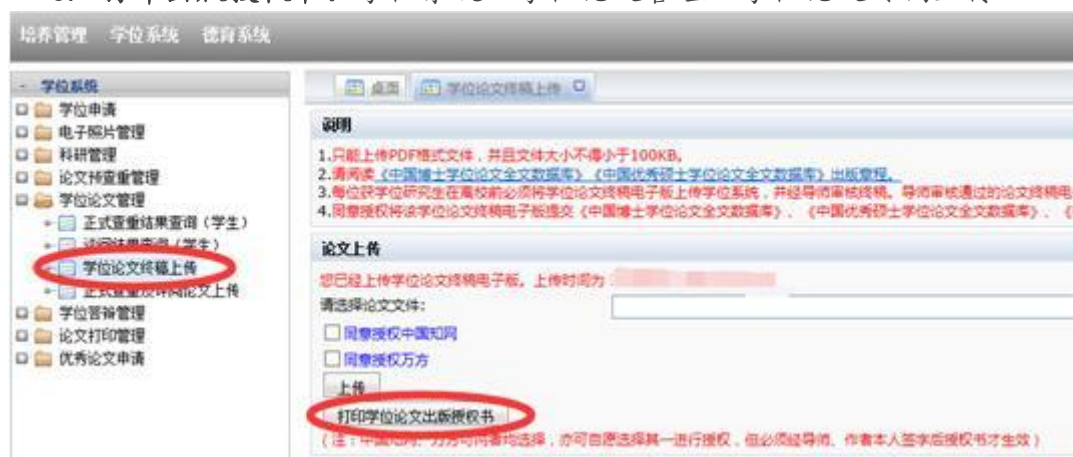 培养管理 学位系统 德育系统
- 学位系统
学位申请
电子照片管理
科研管理
论文预查重管理
学位论文管理
正式查重结果查询（学生）
学位论文终稿上传
学位答辩管理
论文打印管理
优秀论文申请
桌面 学位论文终稿上传
说明
1.只能上传PDF格式文件，并且文件大小不得小于100KB。
2.请阅读《中国博士学位论文全文数据库》《中国优秀硕士学位论文全文数据库》出版章程。
3.每位获学位研究生在离校前必须将学位论文终稿电子版上传学位系统，并经导师审核终稿。导师审核通过的论文终稿电
4.同意授权将该学位论文终稿电子版提交《中国博士学位论文全文数据库》、《中国优秀硕士学位论文全文数据库》、《
论文上传
您已经上传学位论文终稿电子版。上传时间为：
请选择论文文件：
同意授权中国知网
同意授权万方
上传
打印学位论文出版授权书
选择，亦可自愿选择其一进行授权，但必须经导师、作者本人签字后授权书才生效）